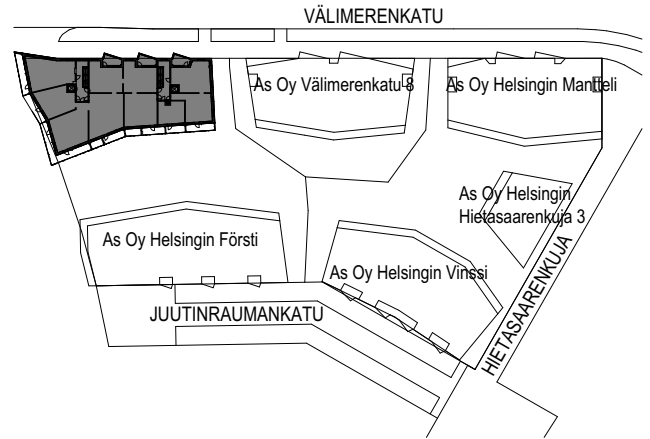 VÄLIMERENKATU
As Oy Välimerenkatu 8
As Oy Helsingin Mantteli
As Oy Helsingin
Hietasaarenkuja 3
As Oy Helsingin Försti
As Oy Helsingin Vinssi
JUUTINRAUMANKATU
HIETASAARENKUJA